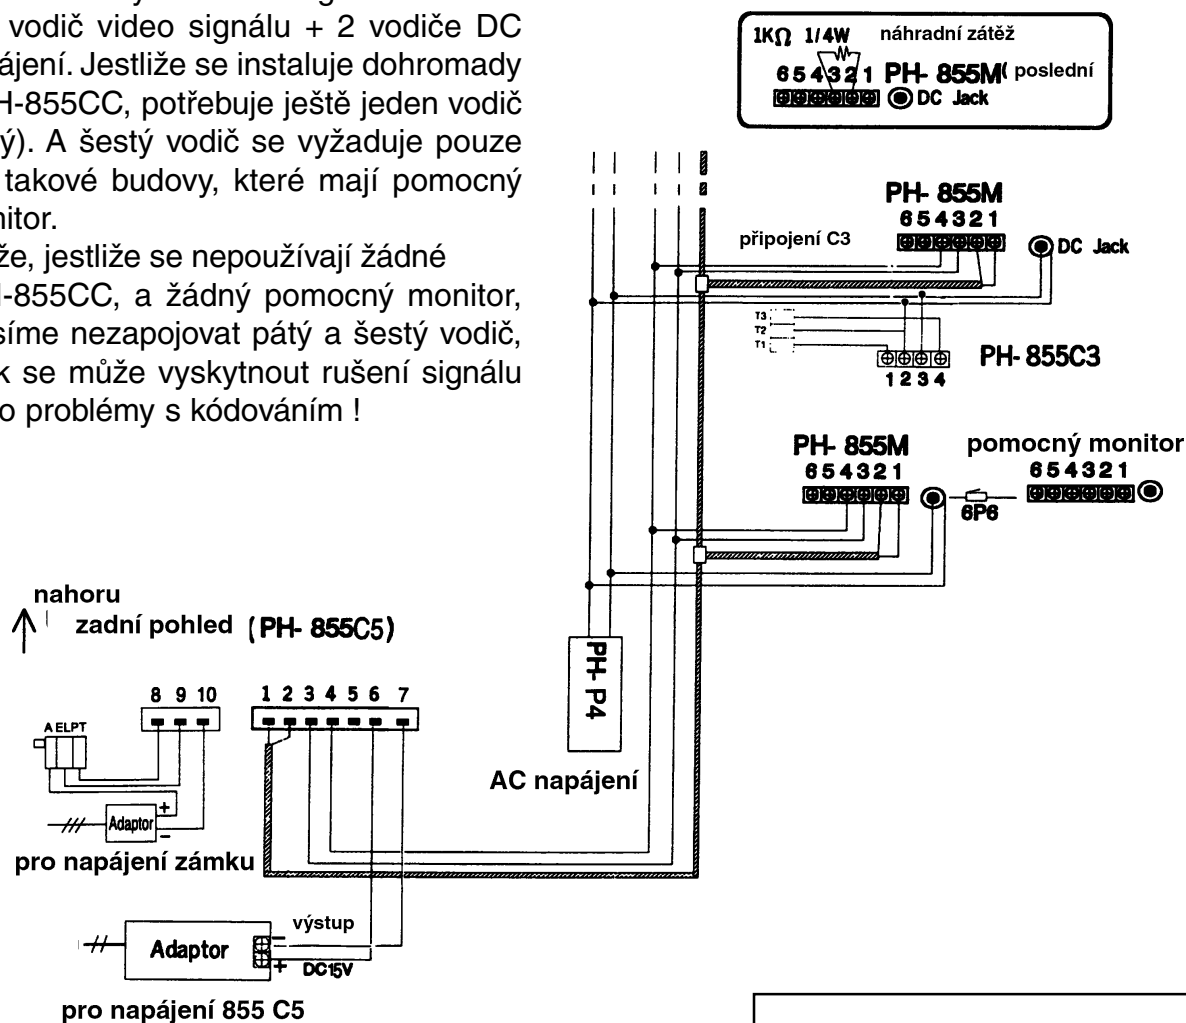 vodič video signálu + 2 vodiče DC
ájení. Jestliže se instaluje dohromady
H-855CC, potřebuje ještě jeden vodič
ý). A šestý vodič se vyžaduje pouze
takové budovy, které mají pomocný
nitor.
že, jestliže se nepoužívají žádné
H-855CC, a žádný pomocný monitor,
síme nezapojovat pátý a šestý vodič,
k se může vyskytnout rušení signálu
o problémy s kódováním !
1KΩ 1/4W náhradní zátěž
6 5 4 3 2 1 PH- 855M( poslední
DC Jack
PH- 855M
6 5 4 3 2 1
připojení C3
DC Jack
T3
T2
T1
PH- 855C3
1 2 3 4
PH- 855M
6 5 4 3 2 1
pomocný monitor
6 5 4 3 2 1
6P6
nahoru
zadní pohled (PH- 855C5)
PH- P4
AC napájení
8 9 10
1 2 3 4 5 6 7
A ELPT
+
Adaptor
−
pro napájení zámku
výstup
Adaptor
−
+
DC15V
pro napájení 855 C5